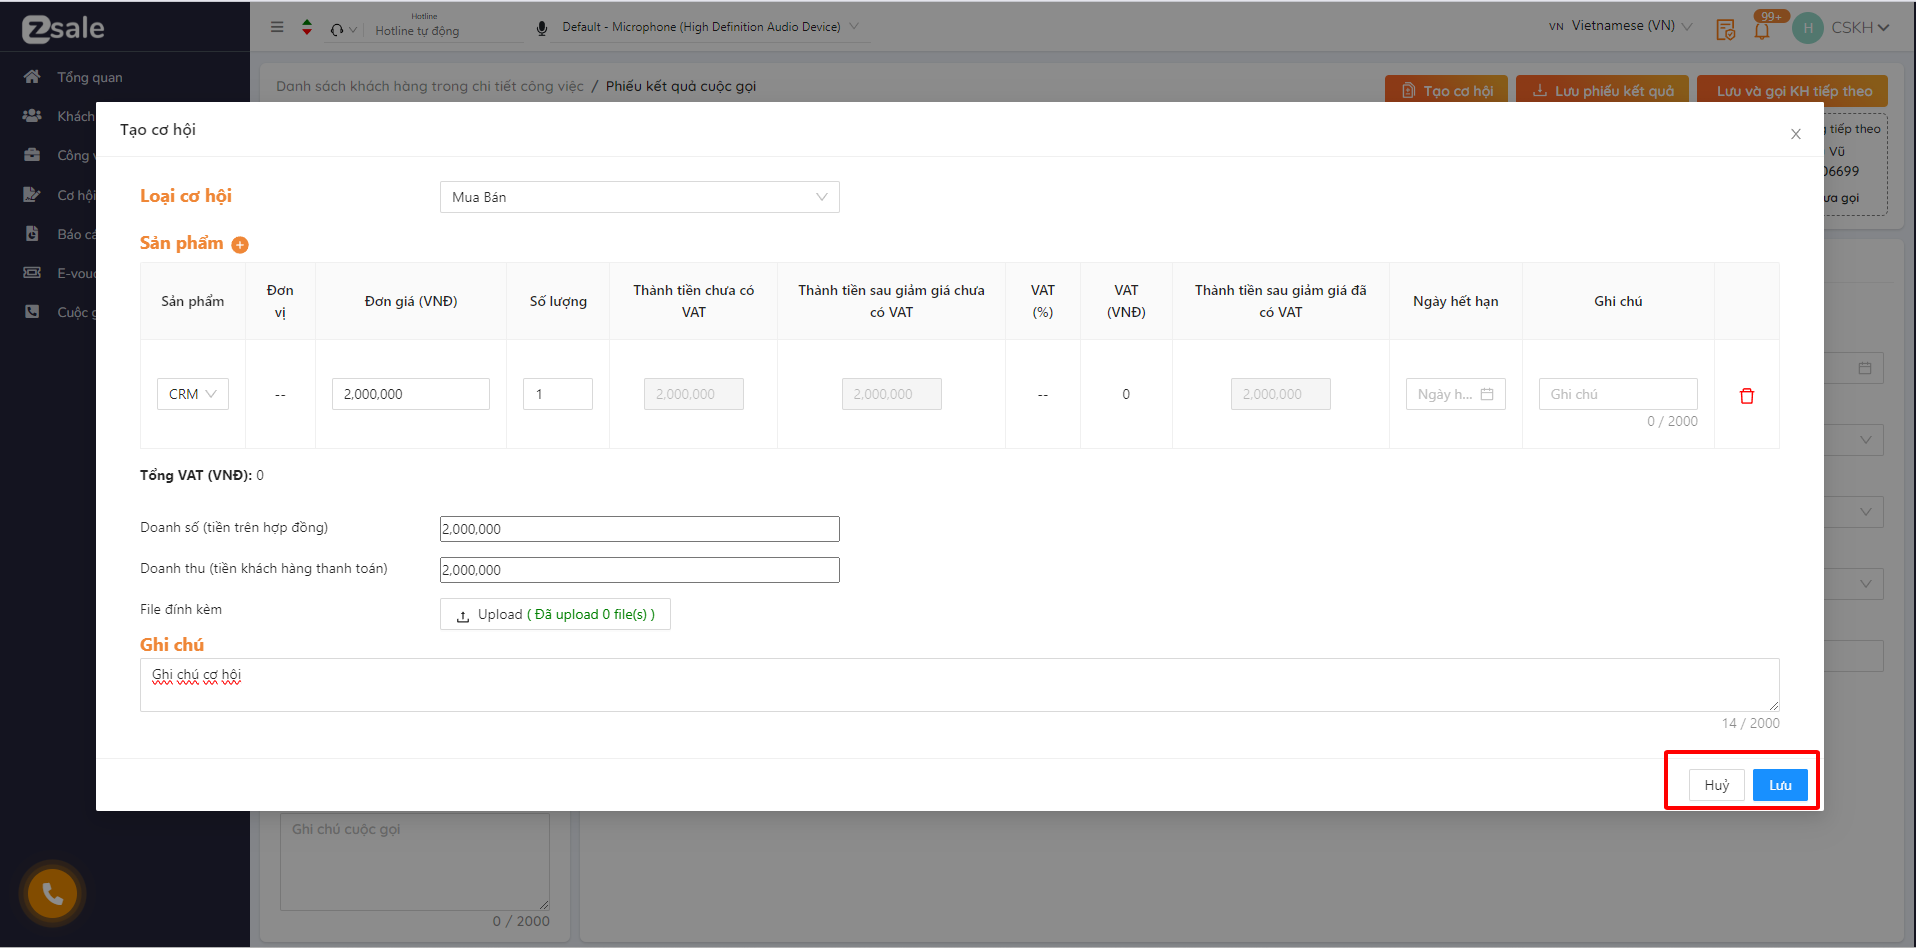 Zsale
Hotline
Hotline tự động
Default - Microphone (High Definition Audio Device)
VN Vietnamese (VN)
99+
H
CSKH
Tổng quan
Khách
Công
Cơ hội
Báo cá
E-vouc
Cuộc g
Danh sách khách hàng trong chi tiết công việc / Phiếu kết quả cuộc gọi
Tạo cơ hội
Lưu phiếu kết quả
Lưu và gọi KH tiếp theo
tiếp theo
Vũ
06699
ưa gọi
Tạo cơ hội
Loại cơ hội
Mua Bán
Sản phẩm
Sản phẩm
Đơn
vị
Đơn giá (VNĐ)
Số lượng
Thành tiền chưa có
VAT
Thành tiền sau giảm giá chưa
có VAT
VAT
(%)
VAT
(VNĐ)
Thành tiền sau giảm giá đã
có VAT
Ngày hết hạn
Ghi chú
CRM
--
2,000,000
1
2,000,000
2,000,000
--
0
2,000,000
Ngày h...
Ghi chú
0 / 2000
Tổng VAT (VNĐ): 0
Doanh số (tiền trên hợp đồng)
2,000,000
Doanh thu (tiền khách hàng thanh toán)
2,000,000
File đính kèm
Upload ( Đã upload 0 file(s) )
Ghi chú
Ghi chú cơ hội
14 / 2000
Huỷ
Lưu
Ghi chú cuộc gọi
0 / 2000